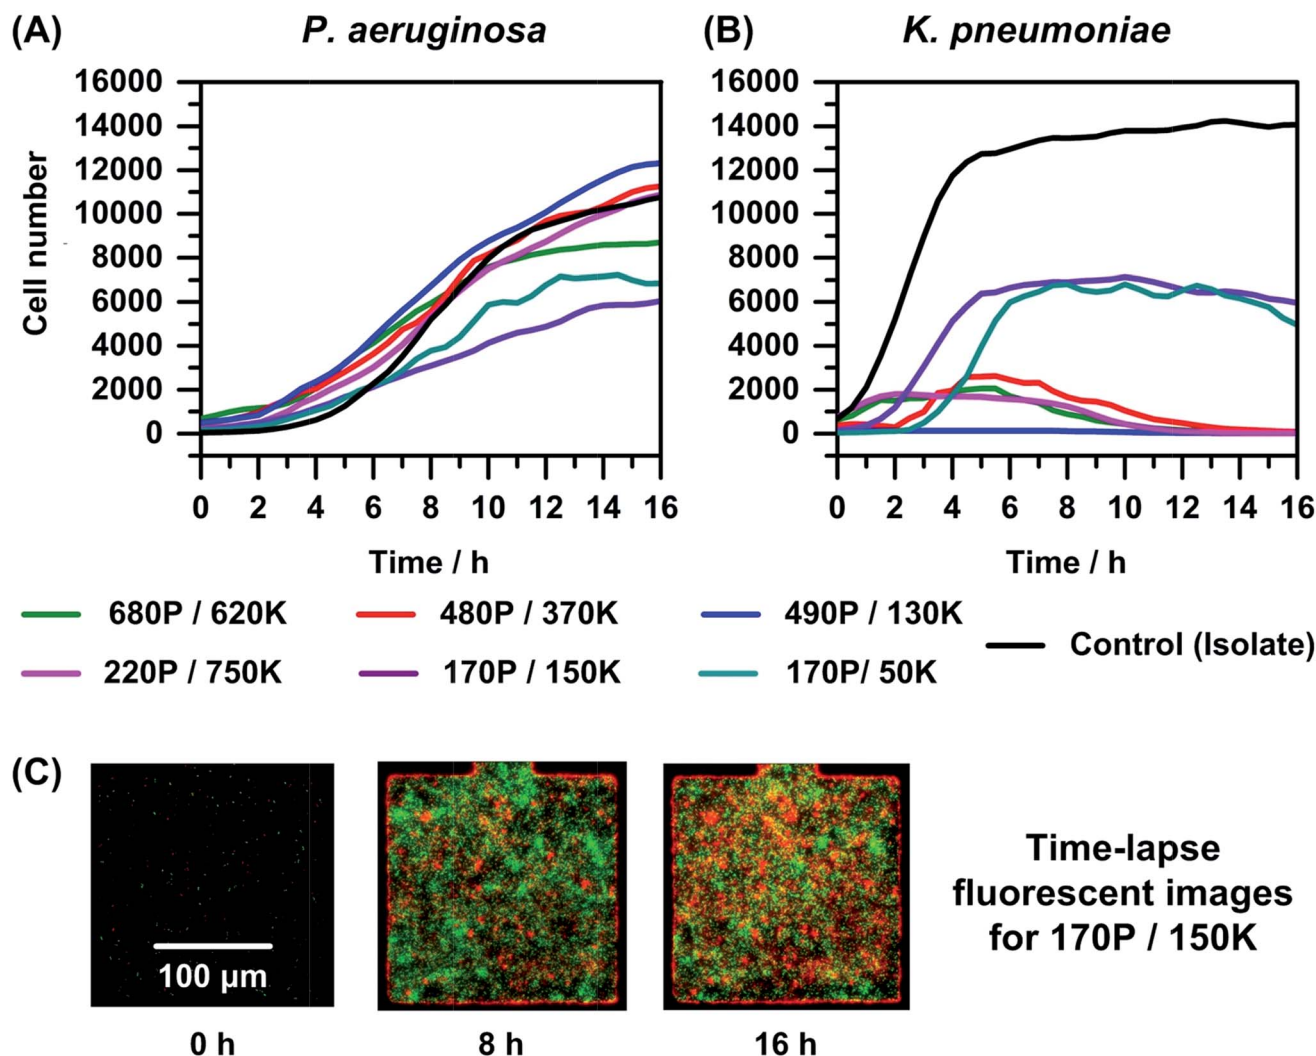 (A) P. aeruginosa (B) K. pneumoniae
16000 16000
14000 14000
12000 12000
10000 10000
8000 8000
6000 6000
4000 4000
2000 2000
0 0
Cell number
0 2 4 6 8 10 12 14 16 0 2 4 6 8 10 12 14 16
Time / h Time / h
680P / 620K 480P / 370K 490P / 130K
Control (Isolate)
220P / 750K 170P / 150K 170P/ 50K
(C)
100 µm
0 h 8 h 16 h
Time-lapse
fluorescent images
for 170P / 150K